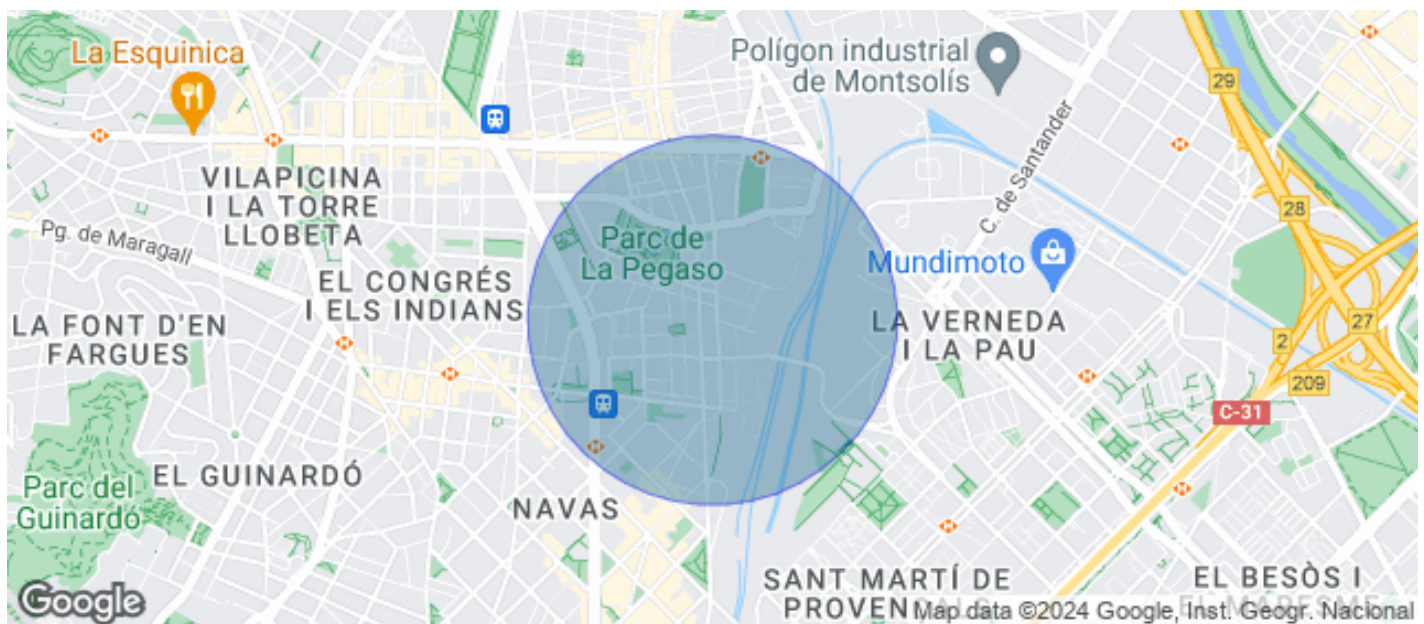 La Esquinica
Polígon industrial
de Montsolís
29
C. de Santander
VILAPICINA
I LA TORRE
LLOBETA
28
Pg. de Maragall
Parc de
La Pegaso
Mundimoto
EL CONGRÉS
I ELS INDIANS
LA FONT D'EN
FARGUES
LA VERNEDA
I LA PAU
27
2
209
C-31
EL GUINARDÓ
Parc del
Guinardó
NAVAS
SANT MARTÍ DE
PROVENÇALS
EL BESÒS I
EL MARESME
Google
Map data ©2024 Google, Inst. Geogr. Nacional